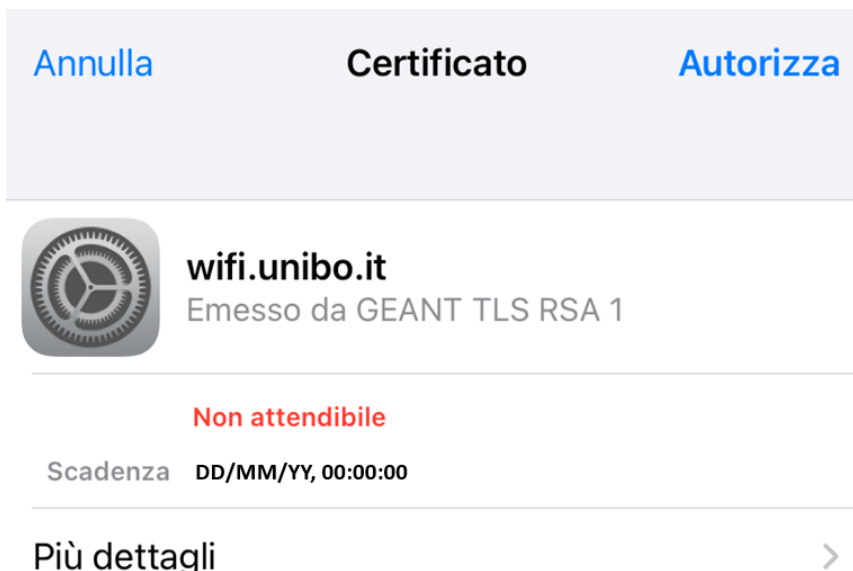 Annulla Certificato Autorizza
wifi.unibo.it
Emesso da GEANT TLS RSA 1
Non attendibile
Scadenza DD/MM/YY, 00:00:00
Più dettagli